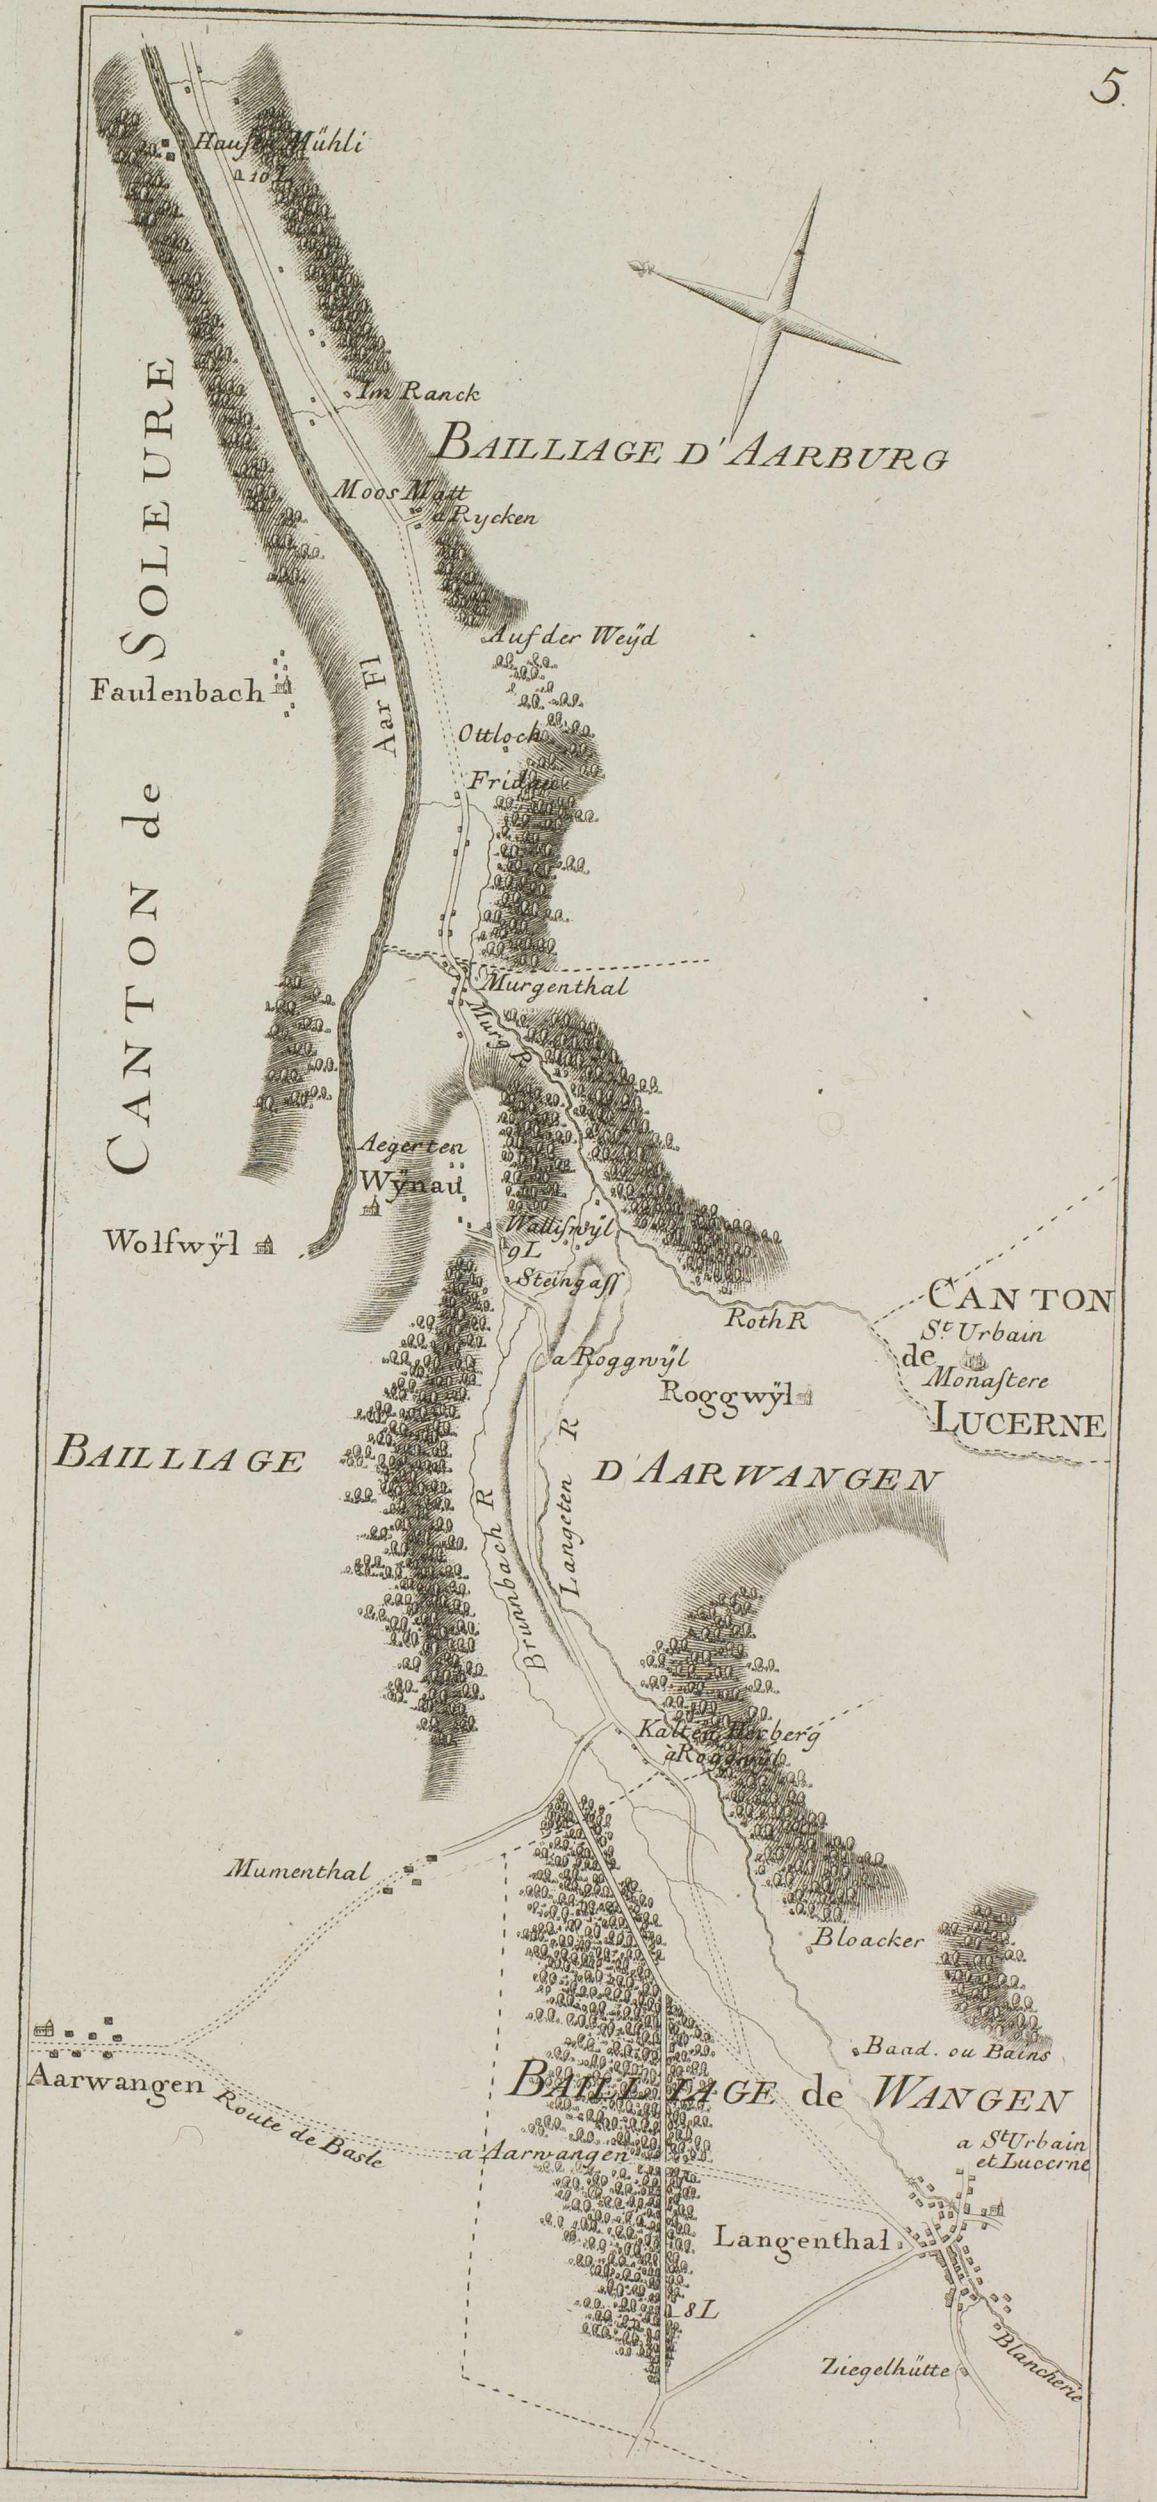 5.
Hausen Mühli
10 L
Im Ranck
BAILLIAGE D'AARBURG
Moos Matt
a Rycken
CANTON de SOLEURE
Auf der Weÿd
Faulenbach
Aar Fl
Ottloch
Fridau
Murgenthal
Murg R
Aegerten
Wÿnau
Wolfwÿl
Walliswÿl
9 L
Steingass
CANTON
St. Urbain
Roth R
de
a Roggwÿl
Monastere
Roggwÿl
LUCERNE
BAILLIAGE
D'AARWANGEN
Brunnbach R
Langeten R
Kalten Herberg
à Roggwÿl
Mumenthal
Bloacker
Baad. ou Bains
Aarwangen
BAILLIAGE de WANGEN
Route de Basle
a Aarwangen
a St Urbain
et Lucerne
Langenthal
8 L
Ziegelhütte
Blancherie